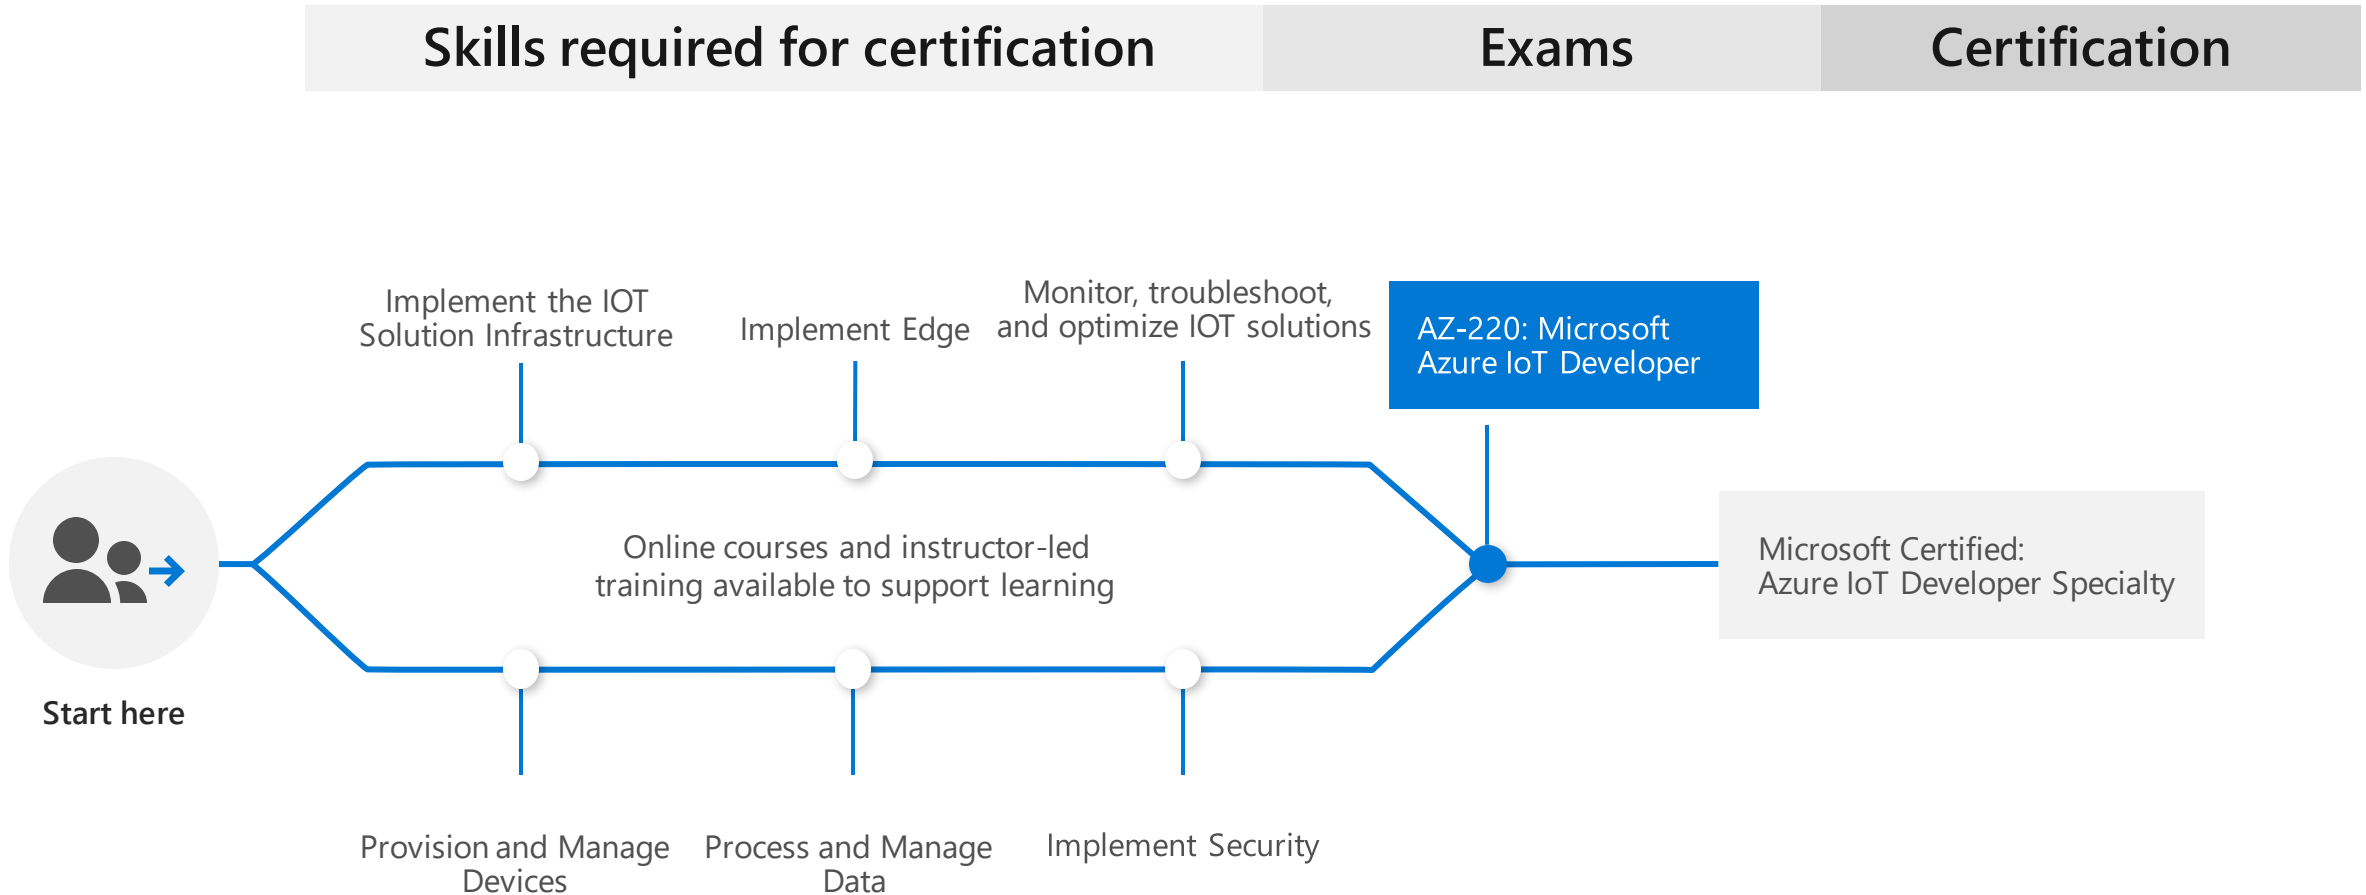 Skills required for certification
Exams
Certification
Implement the IOT
Solution Infrastructure
Implement Edge
Monitor, troubleshoot,
and optimize IOT solutions
AZ-220: Microsoft
Azure IoT Developer
Online courses and instructor-led
training available to support learning
Microsoft Certified:
Azure IoT Developer Specialty
Start here
Provision and Manage
Devices
Process and Manage
Data
Implement Security